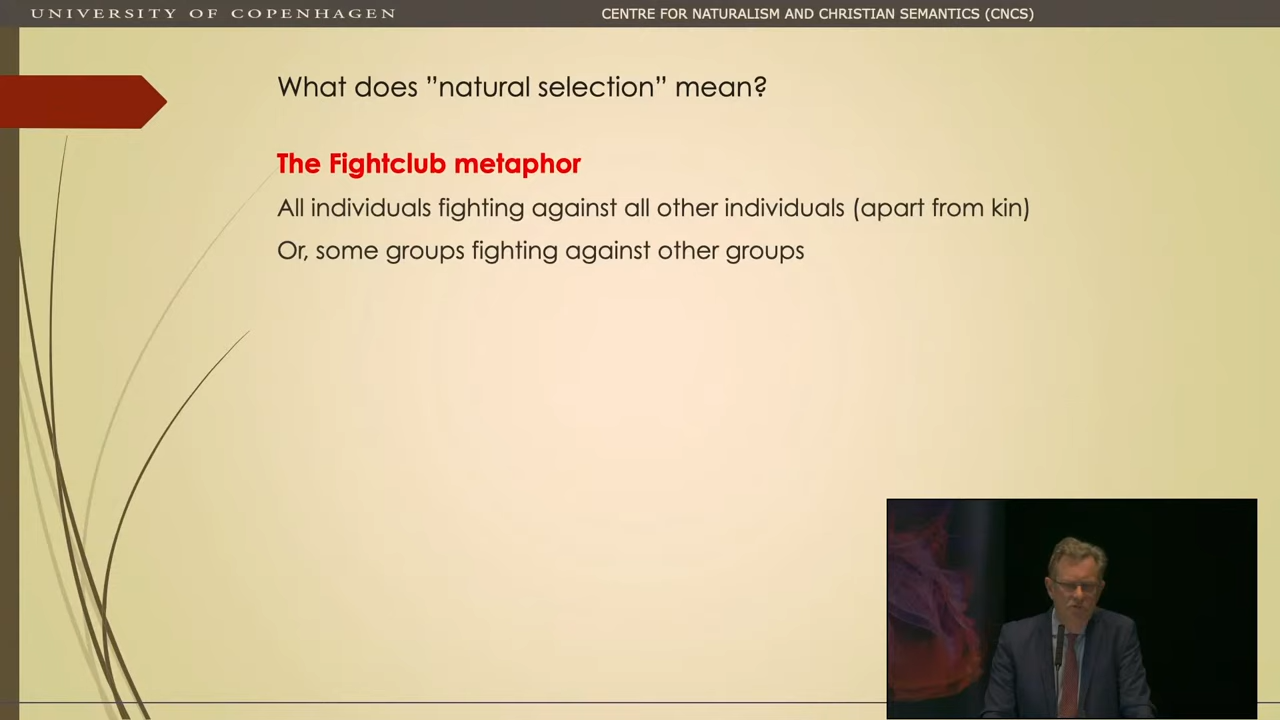 UNIVERSITY OF COPENHAGEN
CENTRE FOR NATURALISM AND CHRISTIAN SEMANTICS (CNCS)
What does ”natural selection” mean?
The Fightclub metaphor
All individuals fighting against all other individuals (apart from kin)
Or, some groups fighting against other groups